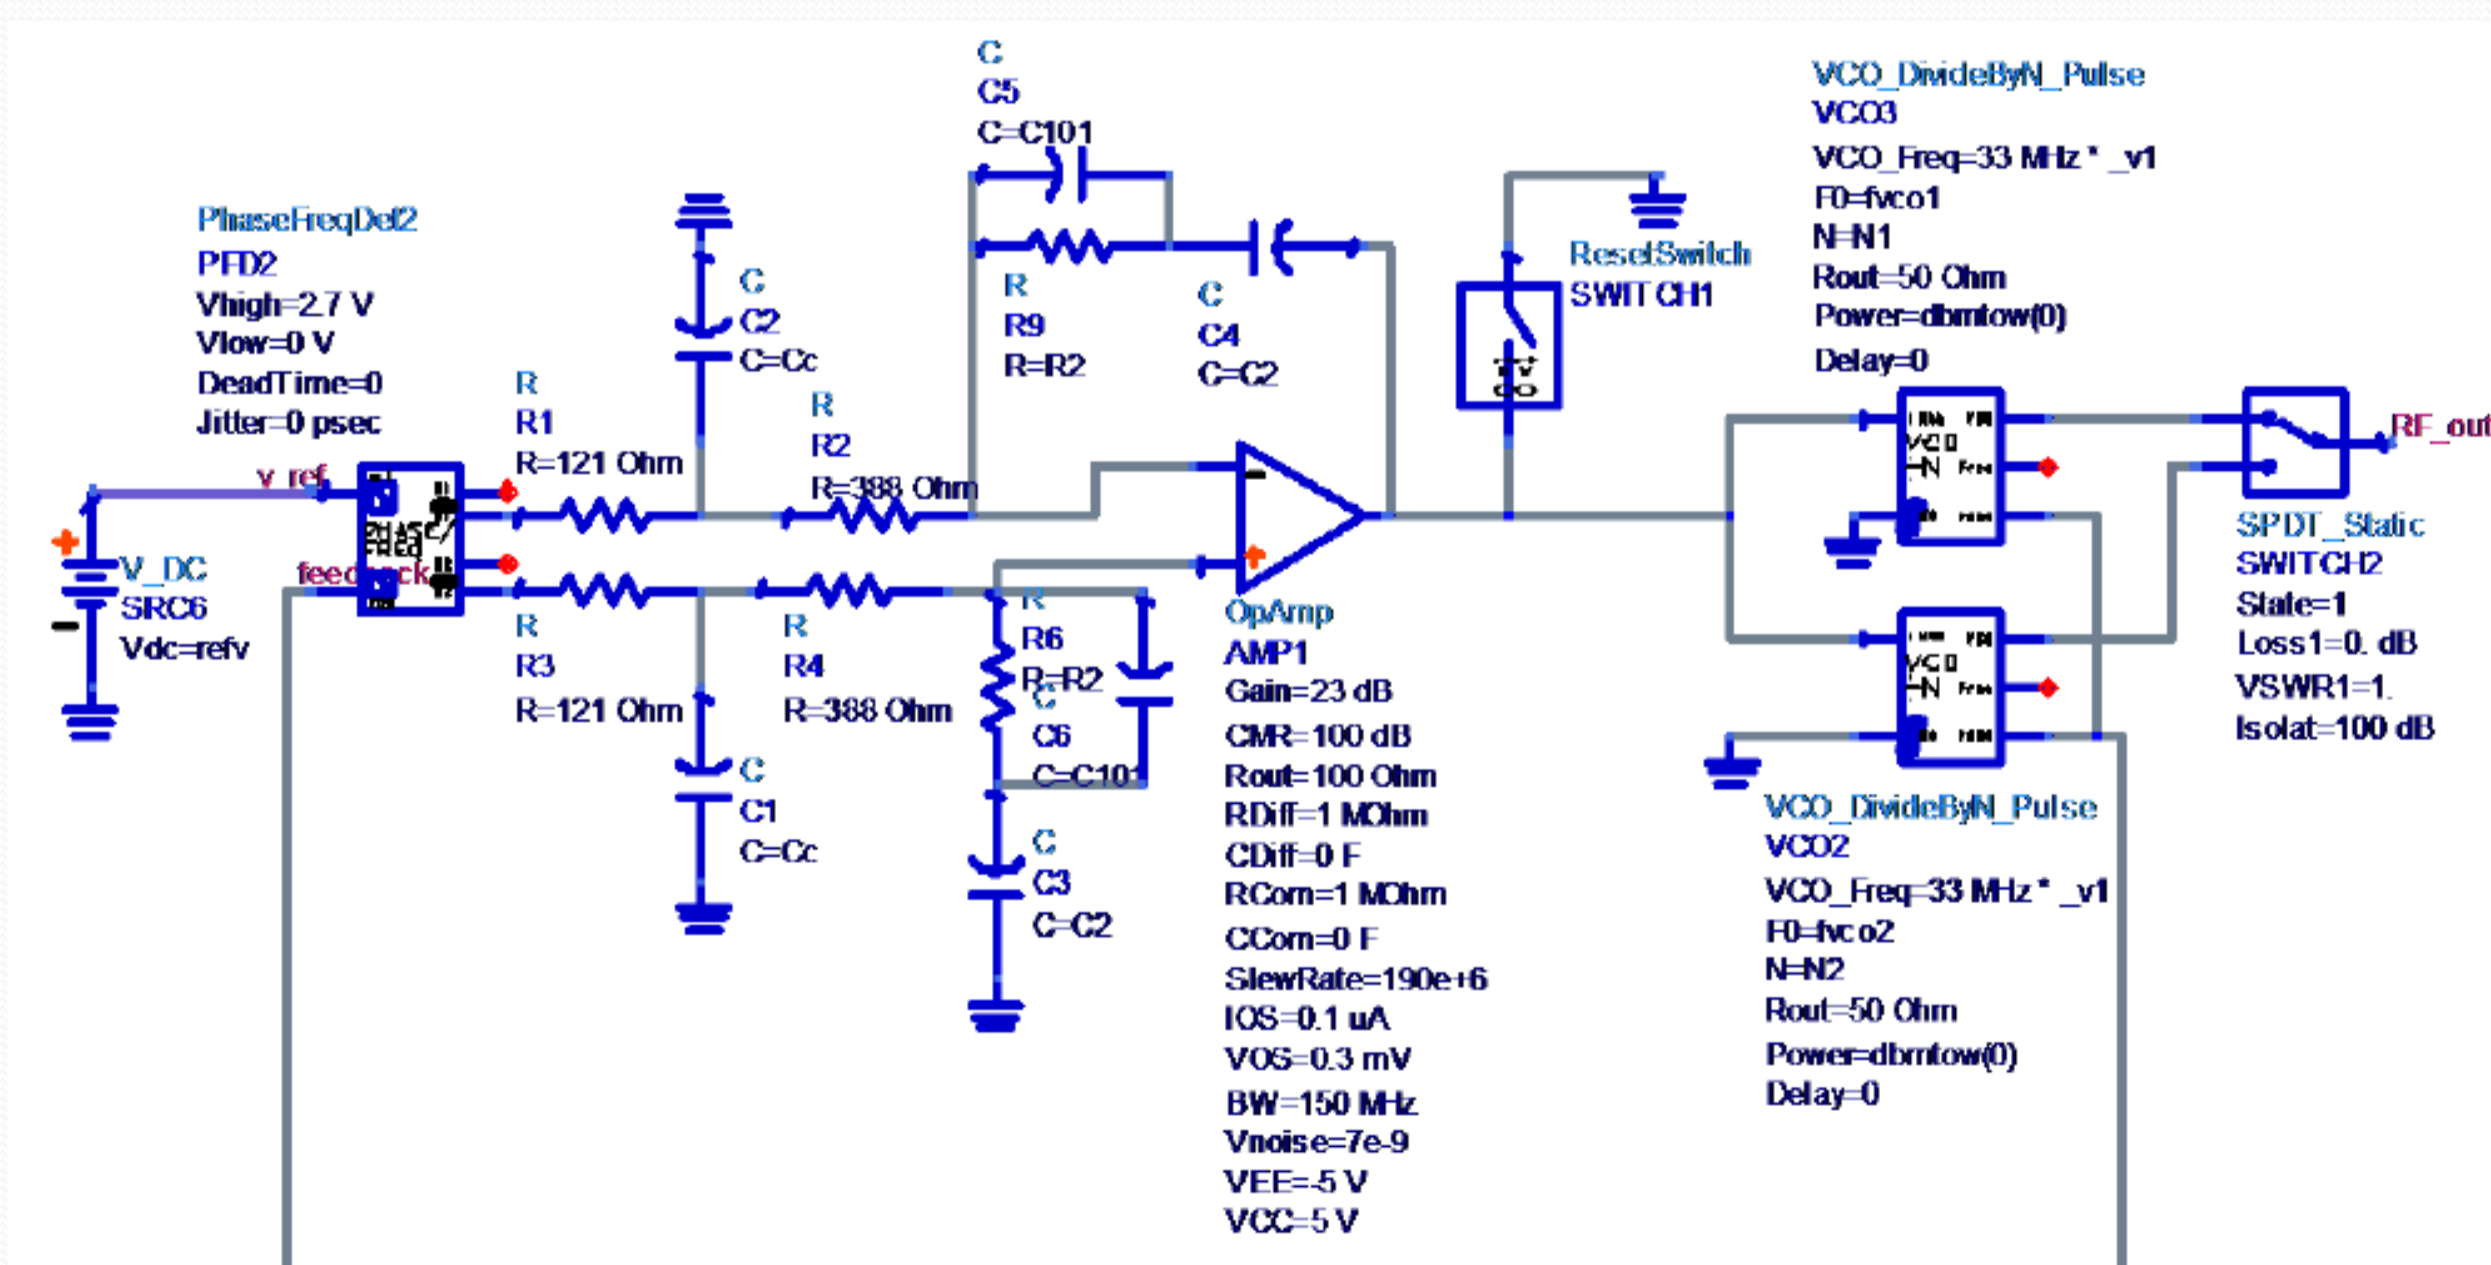 C
C5
C=C101
VCO_DivideByN_Pulse
VCO3
VCO_Freq=33 MHz * _v1
F0=fvco1
N=N1
Rout=50 Ohm
Power=dbmtow(0)
Delay=0
PhaseFreqDet2
PFD2
Vhigh=2.7 V
Vlow=0 V
DeadTime=0
Jitter=0 psec
C
C2
C=Cc
R
R9
R=R2
C
C4
C=C2
ResetSwitch
SWITCH1
R
R1
R=121 Ohm
R
R2
R=388 Ohm
v_ref
feedback
V_DC
SRC6
Vdc=refv
R
R3
R=121 Ohm
R
R4
R=388 Ohm
C
C1
C=Cc
R
R6
R=R2
C
C6
C=C101
C
C3
C=C2
OpAmp
AMP1
Gain=23 dB
CMR=100 dB
Rout=100 Ohm
RDiff=1 MOhm
CDiff=0 F
RCom=1 MOhm
CCom=0 F
SlewRate=190e+6
IOS=0.1 uA
VOS=0.3 mV
BW=150 MHz
Vnoise=7e-9
VEE=-5 V
VCC=5 V
VCO
VCO
RF_out
SPDT_Static
SWITCH2
State=1
Loss1=0. dB
VSWR1=1.
Isolat=100 dB
VCO_DivideByN_Pulse
VCO2
VCO_Freq=33 MHz * _v1
F0=fvco2
N=N2
Rout=50 Ohm
Power=dbmtow(0)
Delay=0